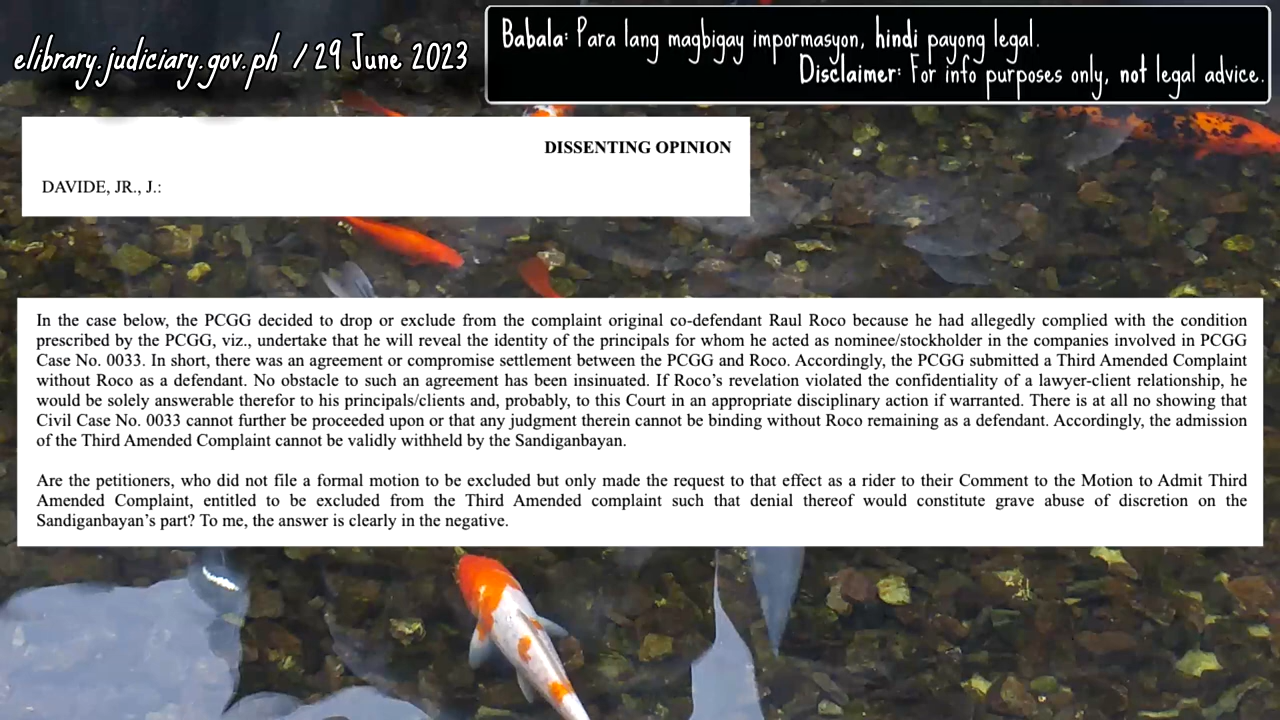 elibrary.judiciary.gov.ph / 29 June 2023
Babala: Para lang magbigay impormasyon, hindi payong legal.
Disclaimer: For info purposes only, not legal advice.
DISSENTING OPINION
DAVIDE, JR., J.:
In the case below, the PCGG decided to drop or exclude from the complaint original co-defendant Raul Roco because he had allegedly complied with the condition
prescribed by the PCGG, viz., undertake that he will reveal the identity of the principals for whom he acted as nominee/stockholder in the companies involved in PCGG
Case No. 0033. In short, there was an agreement or compromise settlement between the PCGG and Roco. Accordingly, the PCGG submitted a Third Amended Complaint
without Roco as a defendant. No obstacle to such an agreement has been insinuated. If Roco’s revelation violated the confidentiality of a lawyer-client relationship, he
would be solely answerable therefor to his principals/clients and, probably, to this Court in an appropriate disciplinary action if warranted. There is at all no showing that
Civil Case No. 0033 cannot further be proceeded upon or that any judgment therein cannot be binding without Roco remaining as a defendant. Accordingly, the admission
of the Third Amended Complaint cannot be validly withheld by the Sandiganbayan.
Are the petitioners, who did not file a formal motion to be excluded but only made the request to that effect as a rider to their Comment to the Motion to Admit Third
Amended Complaint, entitled to be excluded from the Third Amended complaint such that denial thereof would constitute grave abuse of discretion on the
Sandiganbayan’s part? To me, the answer is clearly in the negative.